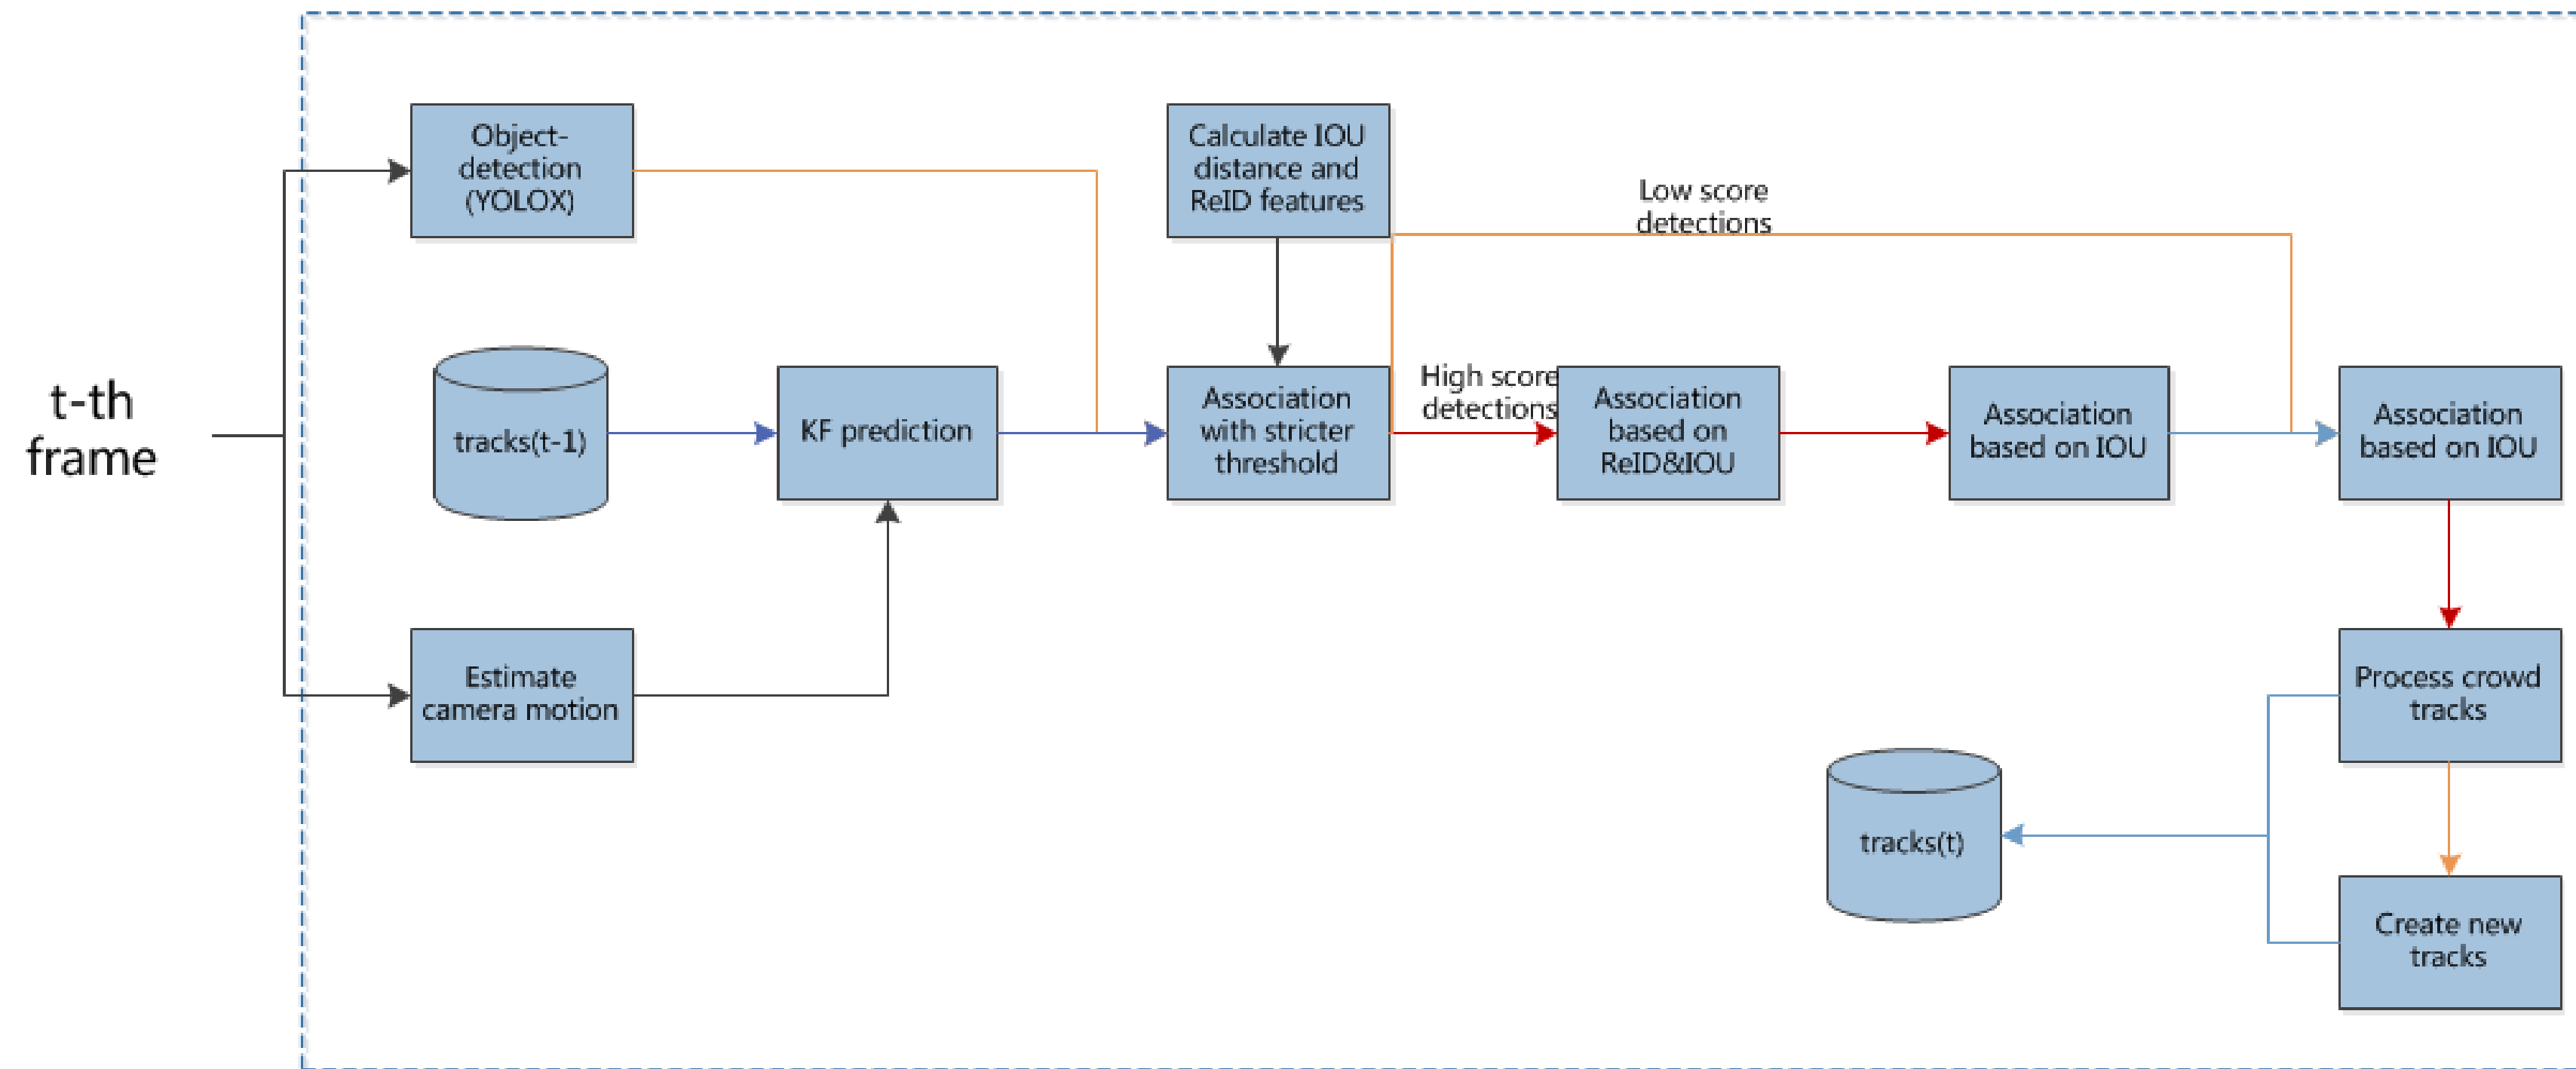 t-th
frame
Object-
detection
(YOLOX)
tracks(t-1)
Estimate
camera motion
KF prediction
Calculate IOU
distance and
ReID features
Association
with stricter
threshold
Low score
detections
High score
detections
Association
based on
ReID&IOU
Association
based on IOU
Association
based on IOU
Process crowd
tracks
tracks(t)
Create new
tracks